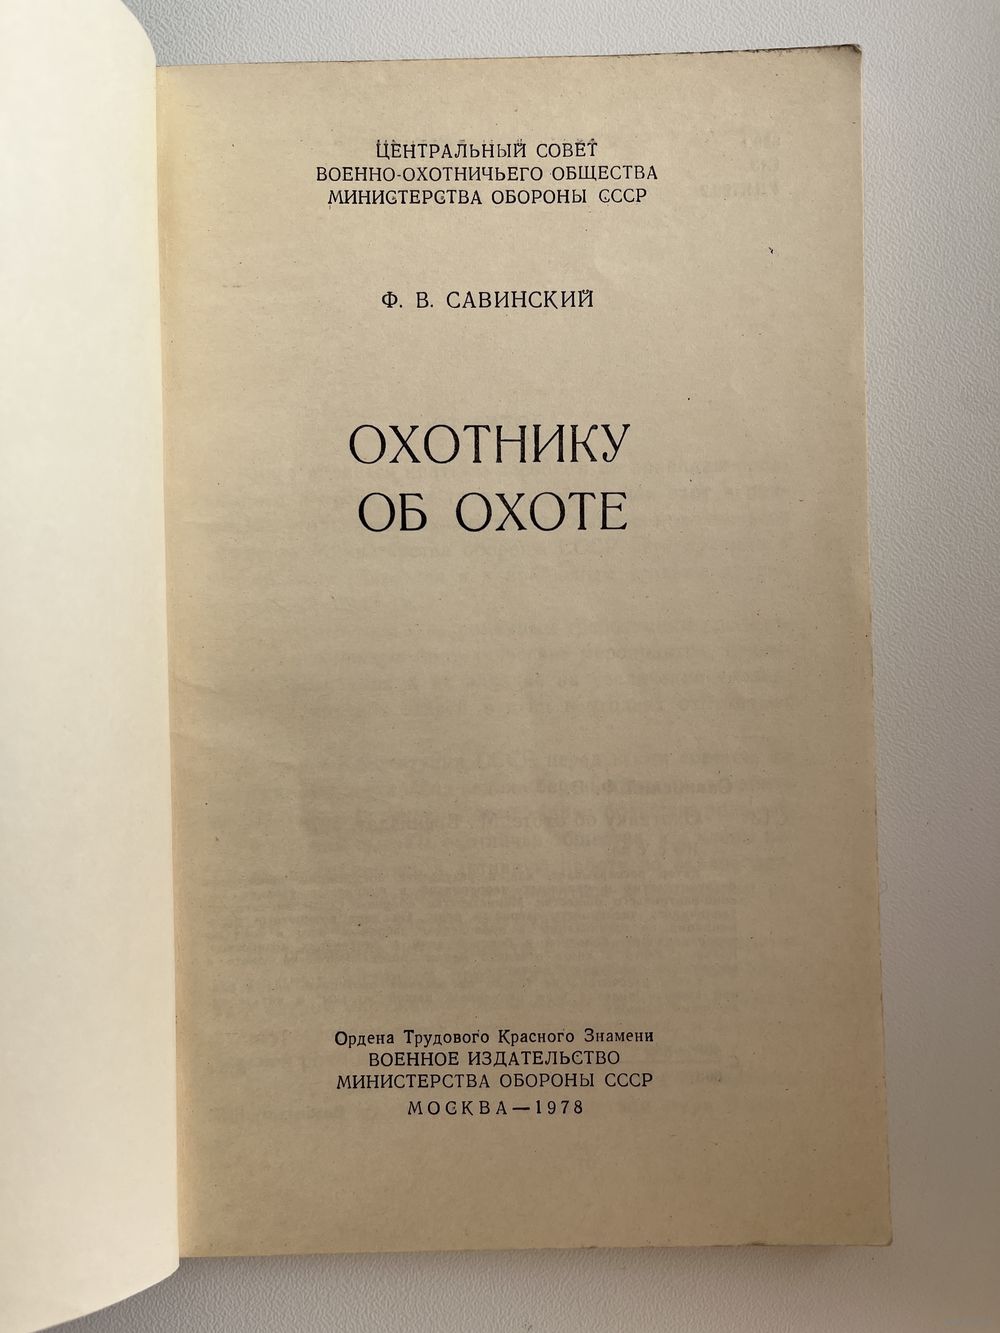 ЦЕНТРАЛЬНЫЙ СОВЕТ
ВОЕННО-ОХОТНИЧЬЕГО ОБЩЕСТВА
МИНИСТЕРСТВА ОБОРОНЫ СССР
Ф. В. САВИНСКИЙ
ОХОТНИКУ
ОБ ОХОТЕ
Ордена Трудового Красного Знамени
ВОЕННОЕ ИЗДАТЕЛЬСТВО
МИНИСТЕРСТВА ОБОРОНЫ СССР
МОСКВА — 1978